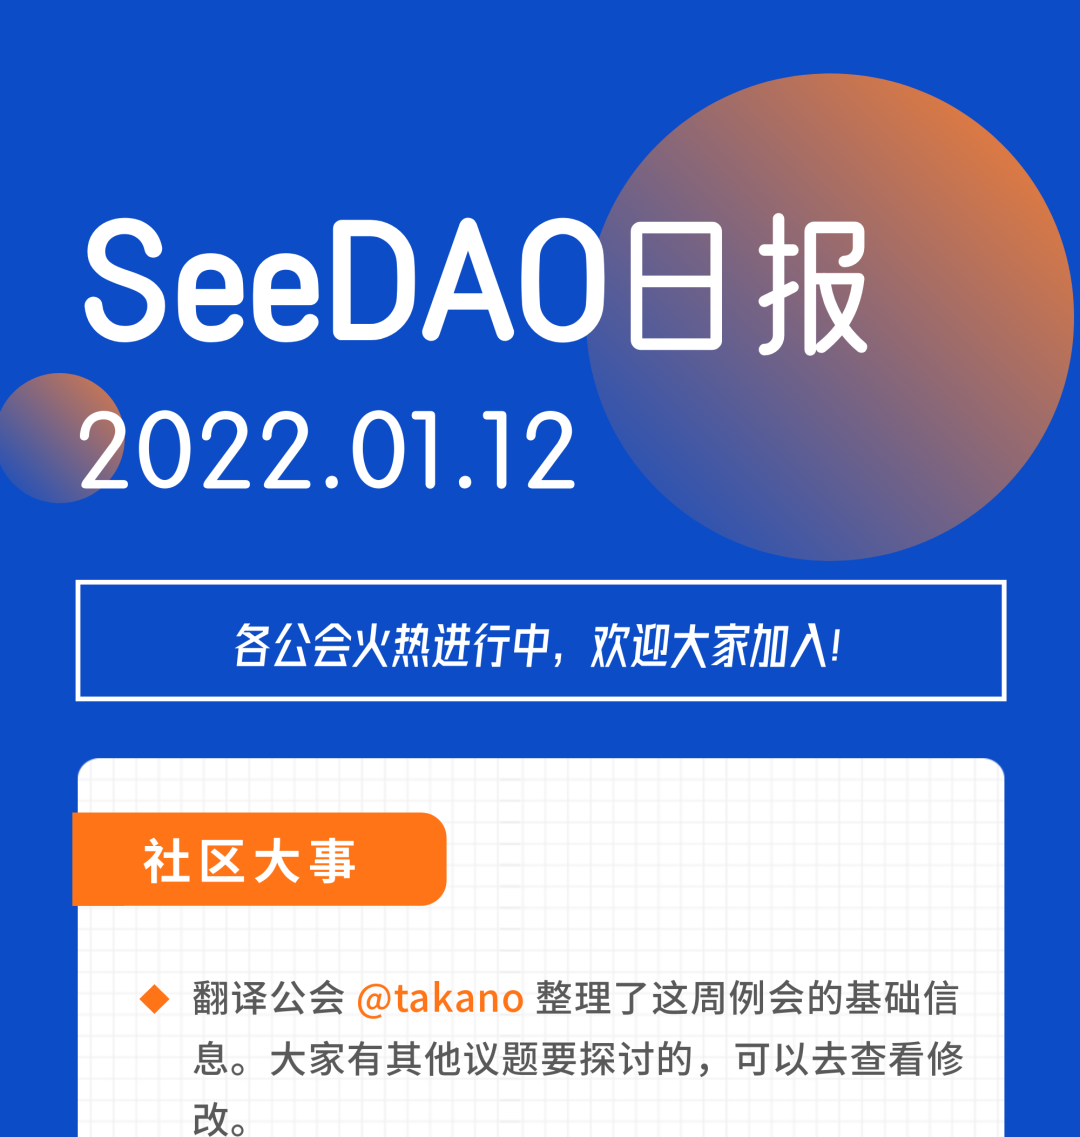 SeeDAO日报
2022.01.12
各公会火热进行中，欢迎大家加入!
社区大事
翻译公会 @takano 整理了这周例会的基础信
息。大家有其他议题要探讨的，可以去查看修
改。